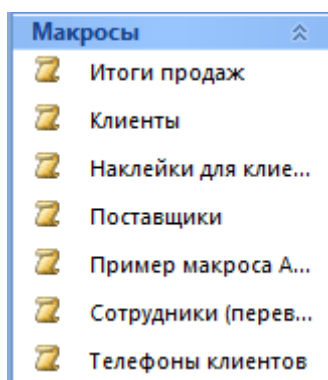 Макросы
Итоги продаж
Клиенты
Наклейки для клие...
Поставщики
Пример макроса А...
Сотрудники (перев...
Телефоны клиентов